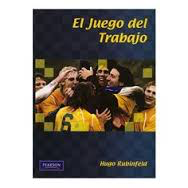 El Juego del
Trabajo
PEARSON
Hugo Rubinfeld